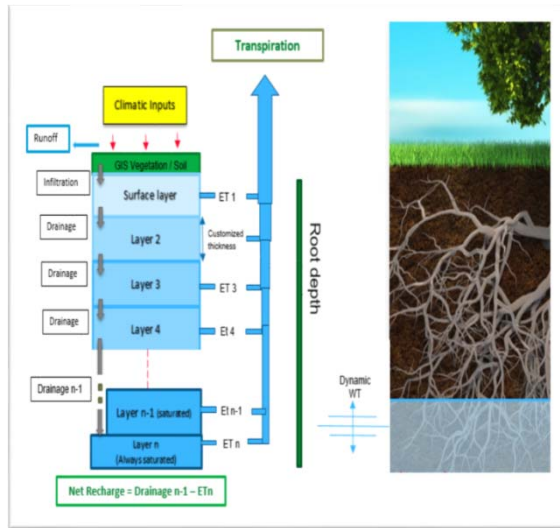 Transpiration
Climatic Inputs
Runoff
GIS Vegetation / Soil
Infiltration
Surface layer
ET 1
Drainage
Layer 2
Customized
thickness
Drainage
Layer 3
ET 3
Drainage
Layer 4
Et 4
Root depth
Drainage n-1
Layer n-1 (saturated)
Et n-1
Layer n
(Always saturated)
ET n
Dynamic
WT
Net Recharge = Drainage n-1 – ETn